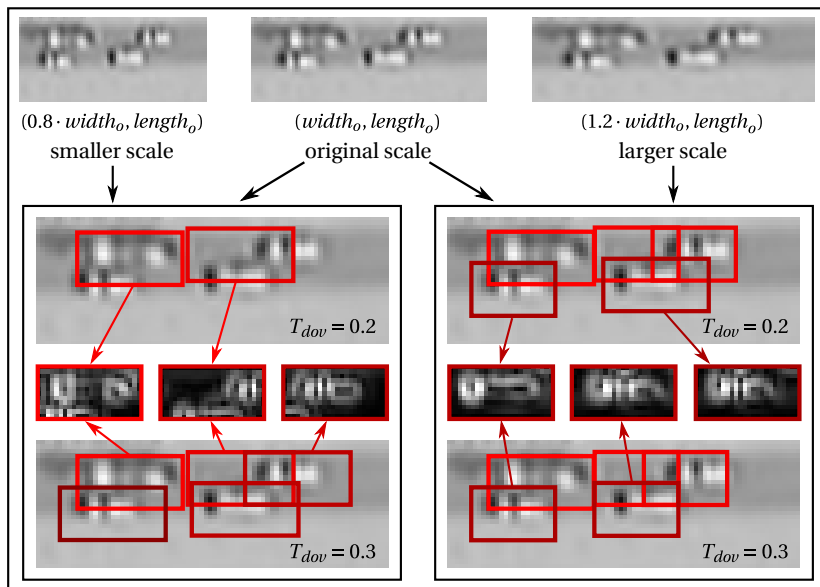 (0.8 · width_o, length_o)
(width_o, length_o)
(1.2 · width_o, length_o)
smaller scale
original scale
larger scale
T_dov = 0.2
T_dov = 0.2
T_dov = 0.3
T_dov = 0.3